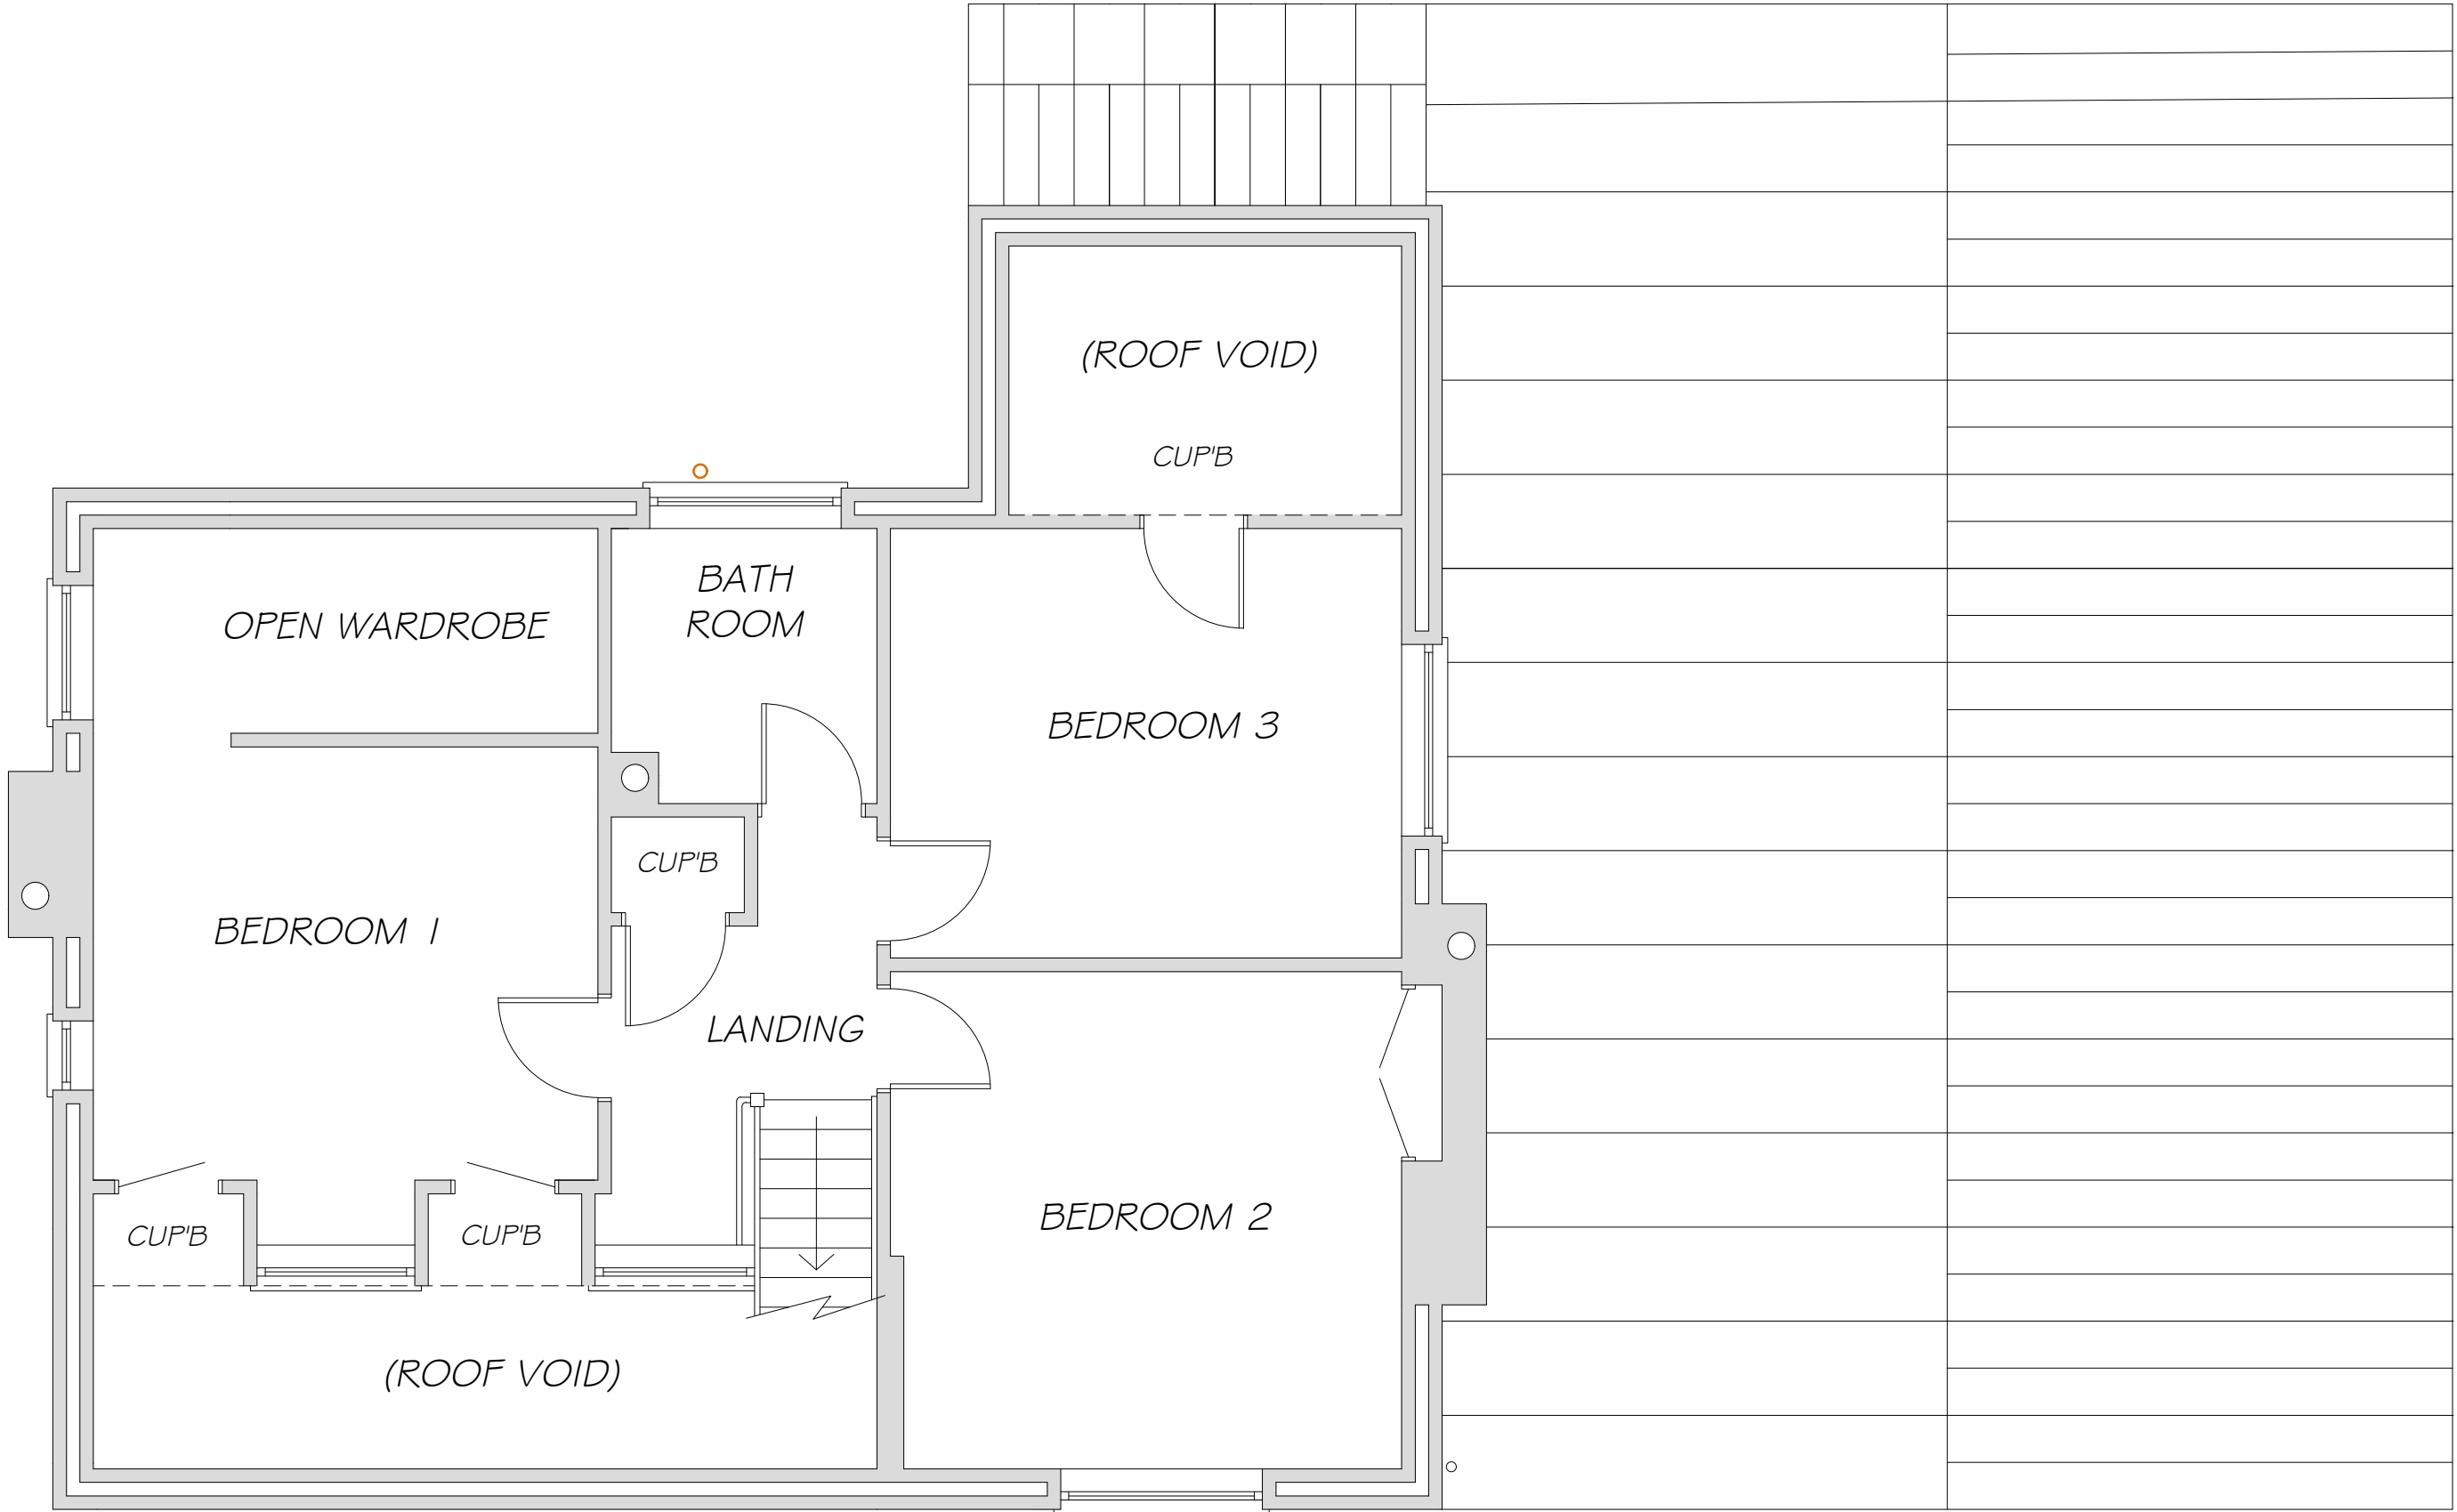 (ROOF VOID)
CUP'B
BATH
ROOM
OPEN WARDROBE
BEDROOM 3
CUP'B
BEDROOM 1
LANDING
BEDROOM 2
CUP'B
CUP'B
(ROOF VOID)